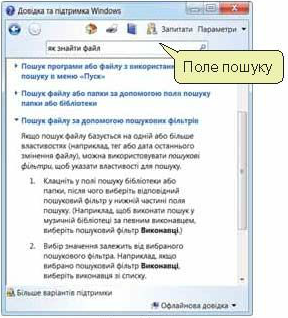 Довідка та підтримка Windows
Запитати Параметри
як знайти файл
Поле пошуку
Пошук програми або файлу з використан
пошуку в меню «Пуск»
Пошук файлу або папки за допомогою поля пошуку
папки або бібліотеки
Пошук файлу за допомогою пошукових фільтрів
Якщо пошук файлу базується на одній або більше
властивостях (наприклад, тег або дата останнього
змінення файлу), можна використовувати пошукові
фільтри, щоб указати властивості для пошуку.
1. Клацніть у полі пошуку бібліотеки або
папки, після чого виберіть відповідний
пошуковий фільтр у нижній частині поля
пошуку. (Наприклад, щоб виконати пошук у
музичній бібліотеці за певним виконавцем,
виберіть пошуковий фільтр Виконавці.)
2. Вибір значення залежить від вибраного
пошукового фільтра. Наприклад, якщо
вибрано пошуковий фільтр Виконавці,
виберіть виконавця зі списку.
Більше варіантів підтримки
Офлайнова довідка